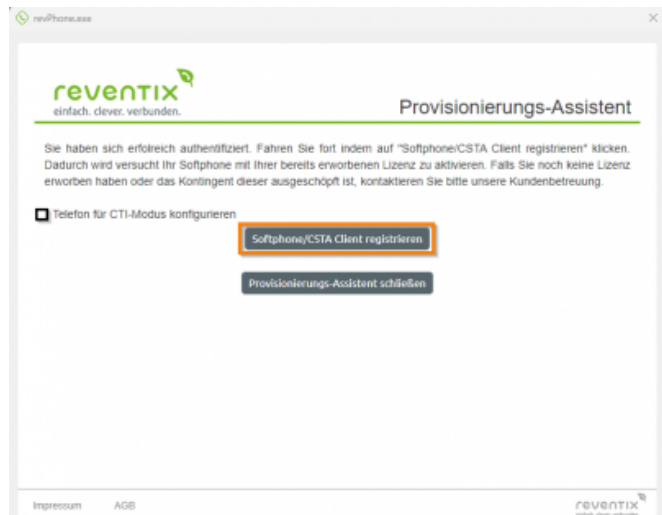 revPhone.exe
reventix
einfach. clever. verbunden.
Provisionierungs-Assistent
Sie haben sich erfolreich authentifiziert. Fahren Sie fort indem auf "Softphone/CSTA Client registrieren" klicken.
Dadurch wird versucht Ihr Softphone mit Ihrer bereits erworbenen Lizenz zu aktivieren. Falls Sie noch keine Lizenz
erworben haben oder das Kontingent dieser ausgeschöpft ist, kontaktieren Sie bitte unsere Kundenbetreuung.
Telefon für CTI-Modus konfigurieren
Softphone/CSTA Client registrieren
Provisionierungs-Assistent schließen
Impressum AGB
reventix